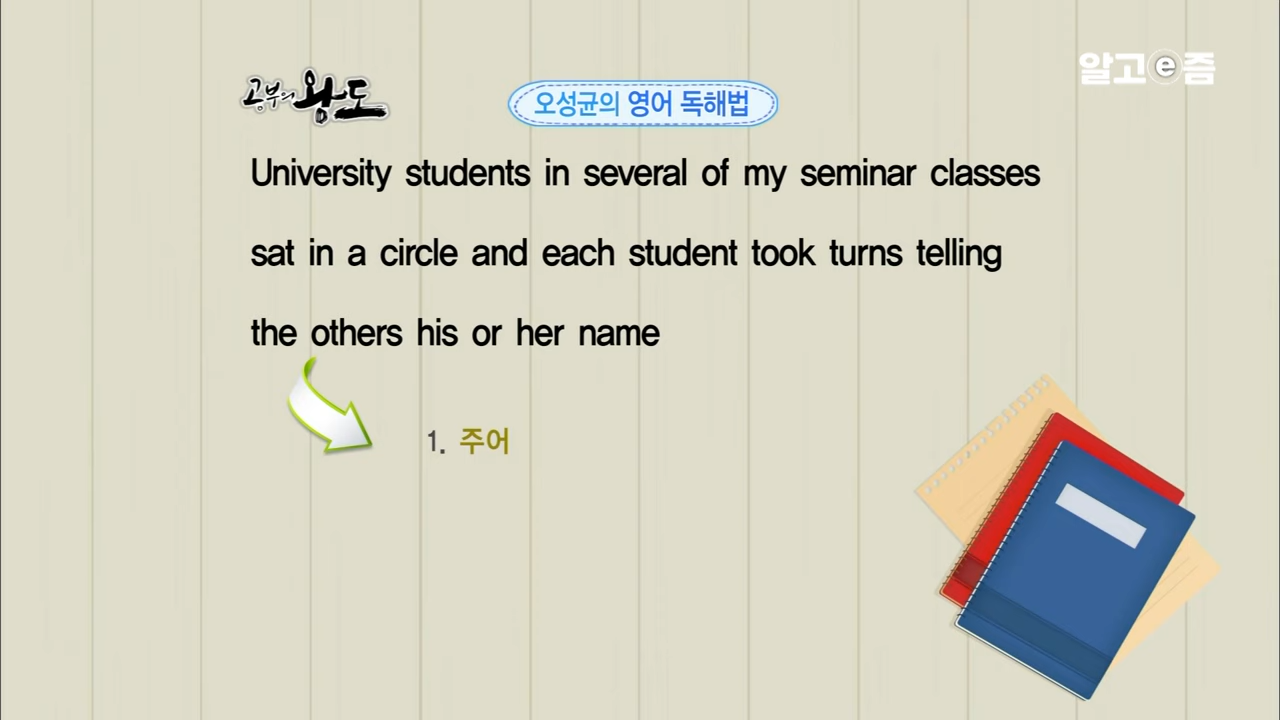 공부의 왕도
알고e즘
오성균의 영어 독해법
University students in several of my seminar classes
sat in a circle and each student took turns telling
the others his or her name
1. 주어